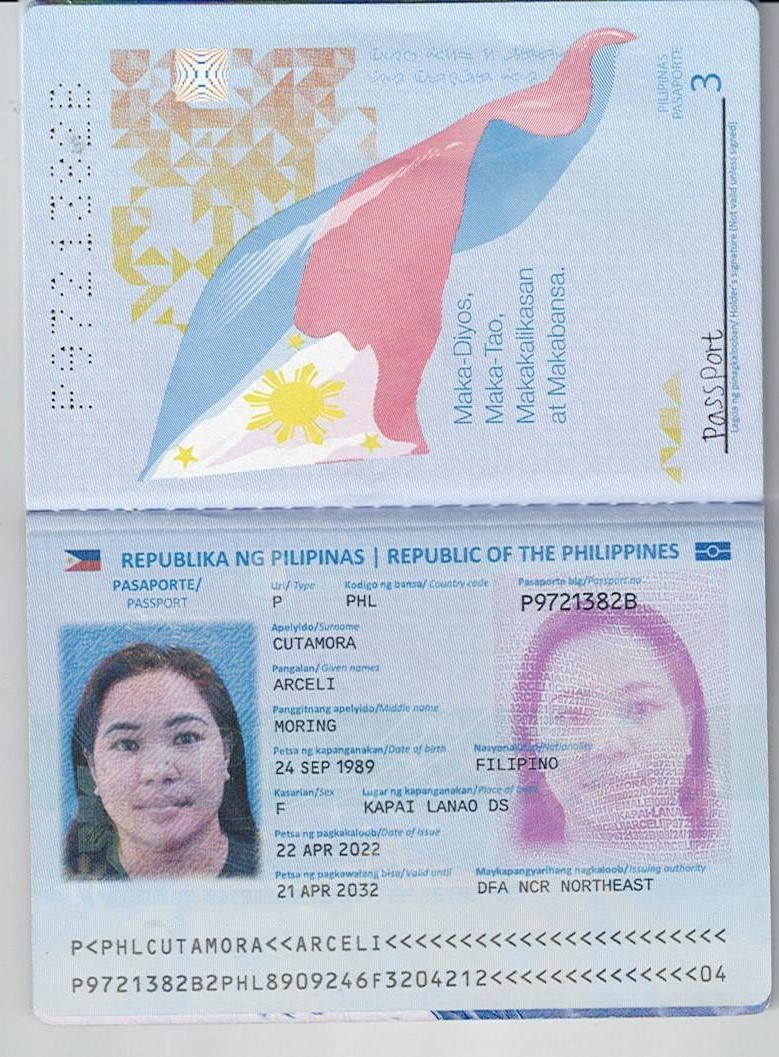 P9721382B
PILIPINAS
PASAPORTE
3
Maka-Diyos,
Maka-Tao,
Makakalikasan
at Makabansa.
Passport
Lagda ng pinagkalooban/ Holder's signature (Not valid unless signed)
REPUBLIKA NG PILIPINAS | REPUBLIC OF THE PHILIPPINES
PASAPORTE/
PASSPORT
Uri/ Type Kodigo ng bansa/ Country code Pasaporte blg/Passport no
P PHL P9721382B
Apelyido/Surname
CUTAMORA
Pangalan/ Given names
ARCELI
Panggitnang apelyido/Middle name
MORING
Petsa ng kapanganakan/Date of birth Nasyonalidad/Nationality
24 SEP 1989 FILIPINO
Kasarian/Sex Lugar ng kapanganakan/Place of birth
F KAPAI LANAO DS
Petsa ng pagkakaloob/Date of issue
22 APR 2022
Petsa ng pagkawalang bisa/Valid until Maykapangyarihang nagkaloob/Issuing authority
21 APR 2032 DFA NCR NORTHEAST
P<PHLCUTAMORA<<ARCELI<<<<<<<<<<<<<<<<<<<<<<<
P9721382B2PHL8909246F3204212<<<<<<<<<<<<<<04